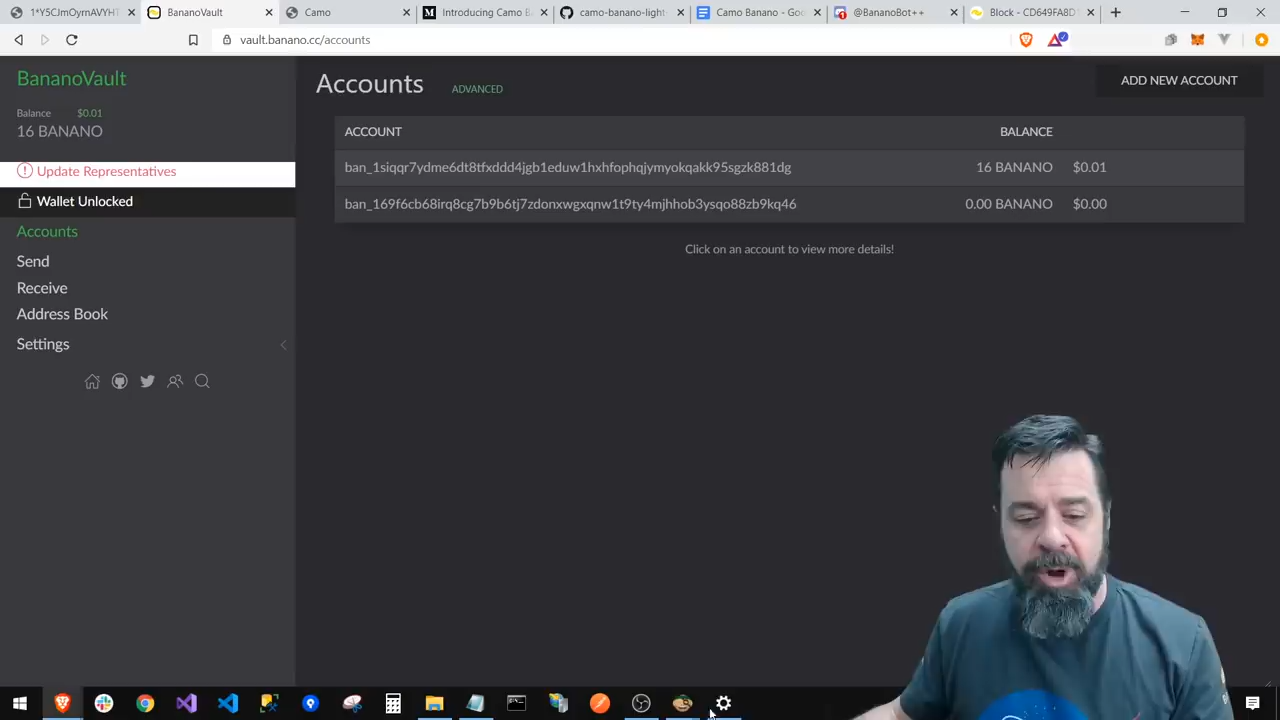 1*Y5CJmOyrnAVYHT
BananoVault
Camo
Introducing Camo B
camo-banano-light-
Camo Banano - Goo
@BananoBot++
Block - CD649FA8D
vault.banano.cc/accounts
BananoVault
Balance $0.01
16 BANANO
Update Representatives
Wallet Unlocked
Accounts
Send
Receive
Address Book
Settings
Accounts ADVANCED
ADD NEW ACCOUNT
ACCOUNT BALANCE
ban_1siqqr7ydme6dt8tfxddd4jgb1eduw1hxhfophqjymyokqakk95sgzk881dg 16 BANANO $0.01
ban_169f6cb68irq8cg7b9b6tj7zdonxwgxqnw1t9ty4mjhhob3ysqo88zb9kq46 0.00 BANANO $0.00
Click on an account to view more details!